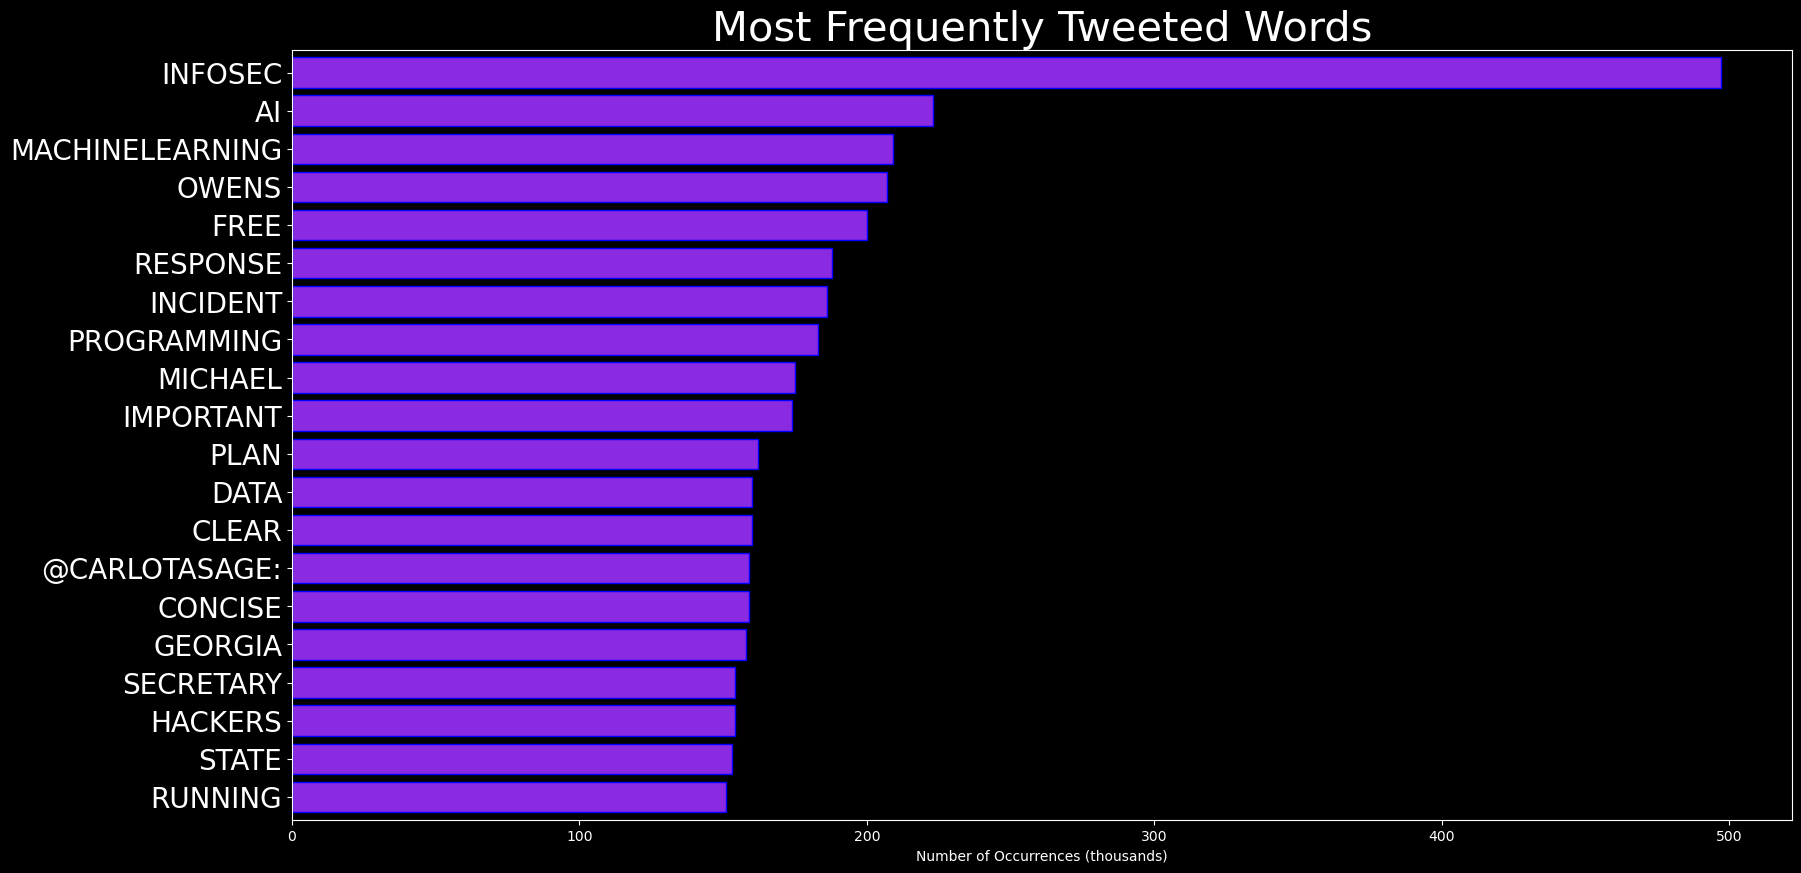 Most Frequently Tweeted Words
INFOSEC
AI
MACHINELEARNING
OWENS
FREE
RESPONSE
INCIDENT
PROGRAMMING
MICHAEL
IMPORTANT
PLAN
DATA
CLEAR
@CARLOTASAGE:
CONCISE
GEORGIA
SECRETARY
HACKERS
STATE
RUNNING
0 100 200 300 400 500
Number of Occurrences (thousands)